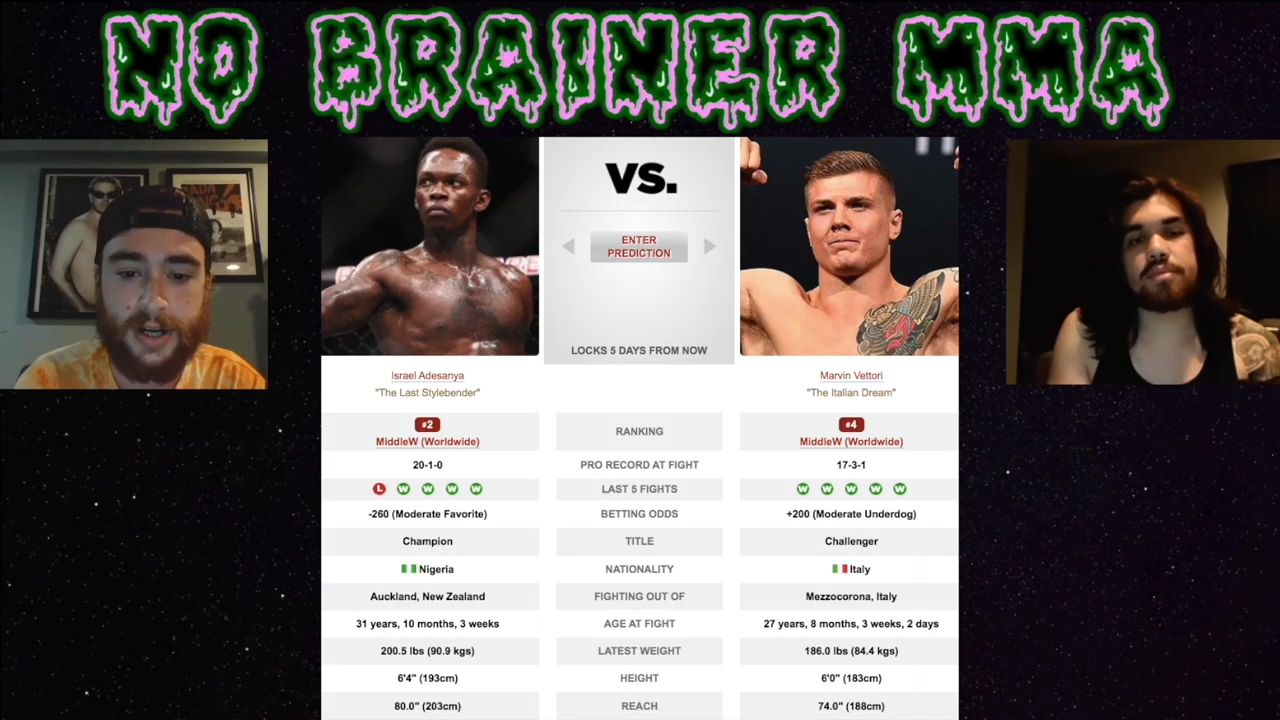 NO BRAINER MMA
VS.
ENTER
PREDICTION
LOCKS 5 DAYS FROM NOW
Israel Adesanya
"The Last Stylebender"
Marvin Vettori
"The Italian Dream"
#2
MiddleW (Worldwide)
RANKING
#4
MiddleW (Worldwide)
20-1-0
PRO RECORD AT FIGHT
17-3-1
L W W W W
LAST 5 FIGHTS
W W W W W
-260 (Moderate Favorite)
BETTING ODDS
+200 (Moderate Underdog)
Champion
TITLE
Challenger
Nigeria
NATIONALITY
Italy
Auckland, New Zealand
FIGHTING OUT OF
Mezzocorona, Italy
31 years, 10 months, 3 weeks
AGE AT FIGHT
27 years, 8 months, 3 weeks, 2 days
200.5 lbs (90.9 kgs)
LATEST WEIGHT
186.0 lbs (84.4 kgs)
6'4" (193cm)
HEIGHT
6'0" (183cm)
80.0" (203cm)
REACH
74.0" (188cm)